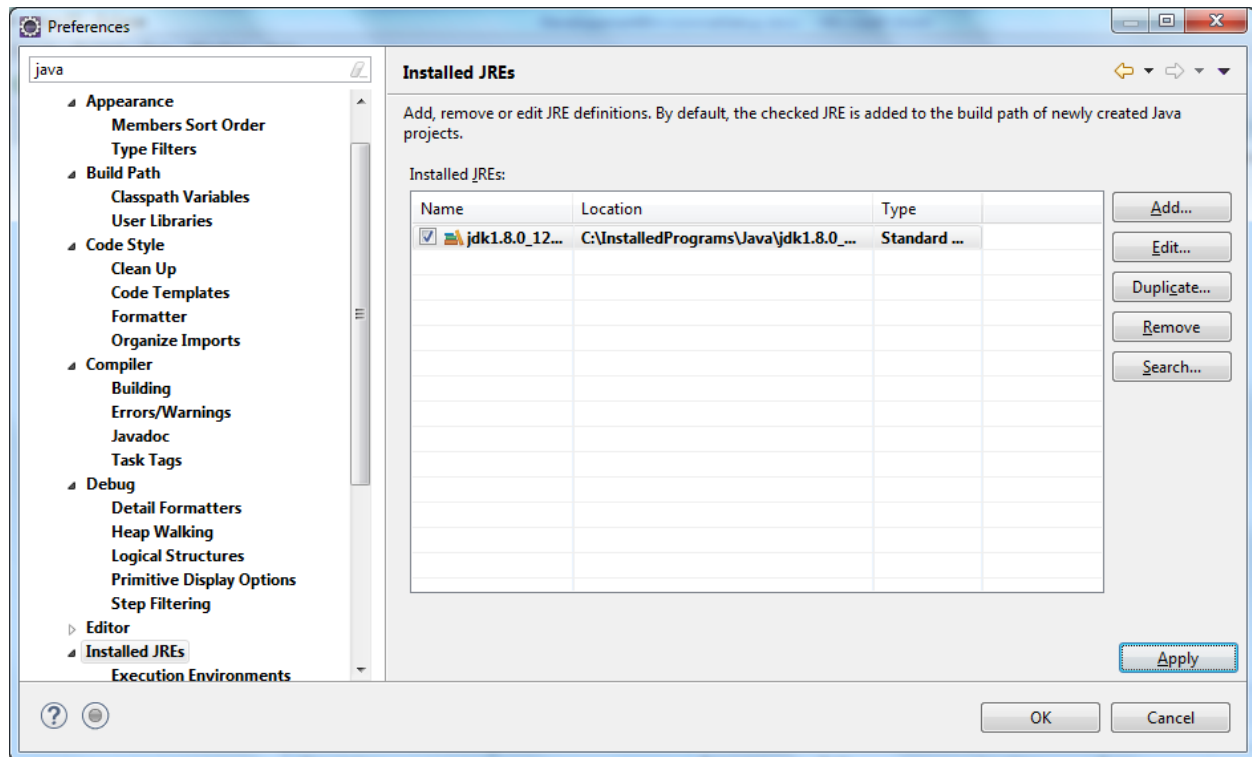 Preferences
java
Appearance
Members Sort Order
Type Filters
Build Path
Classpath Variables
User Libraries
Code Style
Clean Up
Code Templates
Formatter
Organize Imports
Compiler
Building
Errors/Warnings
Javadoc
Task Tags
Debug
Detail Formatters
Heap Walking
Logical Structures
Primitive Display Options
Step Filtering
Editor
Installed JREs
Execution Environments
Installed JREs
Add, remove or edit JRE definitions. By default, the checked JRE is added to the build path of newly created Java
projects.
Installed JREs:
Name Location Type
jdk1.8.0_12... C:\InstalledPrograms\Java\jdk1.8.0_... Standard ...
Add...
Edit...
Duplicate...
Remove
Search...
Apply
OK Cancel